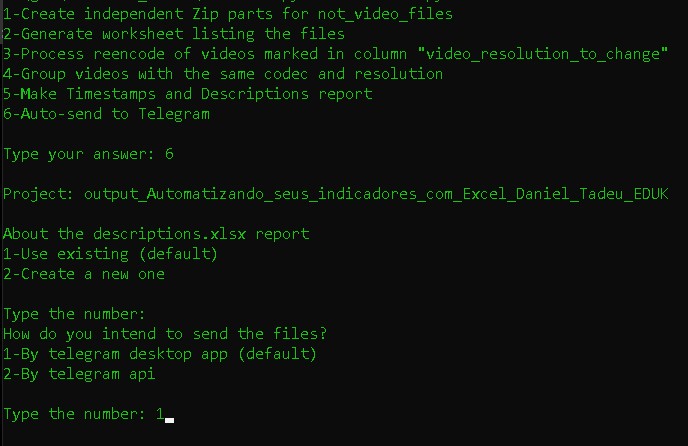 1-Create independent Zip parts for not_video_files
2-Generate worksheet listing the files
3-Process reencode of videos marked in column "video_resolution_to_change"
4-Group videos with the same codec and resolution
5-Make Timestamps and Descriptions report
6-Auto-send to Telegram
Type your answer: 6
Project: output_Automatizando_seus_indicadores_com_Excel_Daniel_Tadeu_EDUK
About the descriptions.xlsx report
1-Use existing (default)
2-Create a new one
Type the number:
How do you intend to send the files?
1-By telegram desktop app (default)
2-By telegram api
Type the number: 1